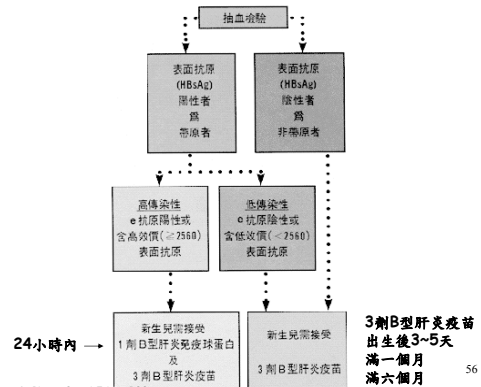 抽血檢驗
表面抗原
(HBsAg)
陽性者
為
帶原者
表面抗原
(HBsAg)
陰性者
為
非帶原者
高傳染性
e抗原陽性或
含高效價(≧2560)
表面抗原
低傳染性
e抗原陰性或
含低效價(<2560)
表面抗原
24小時內
新生兒需接受
1劑B型肝炎免疫球蛋白
及
3劑B型肝炎疫苗
新生兒需接受
3劑B型肝炎疫苗
3劑B型肝炎疫苗
出生後3~5天
滿一個月
滿六個月
56